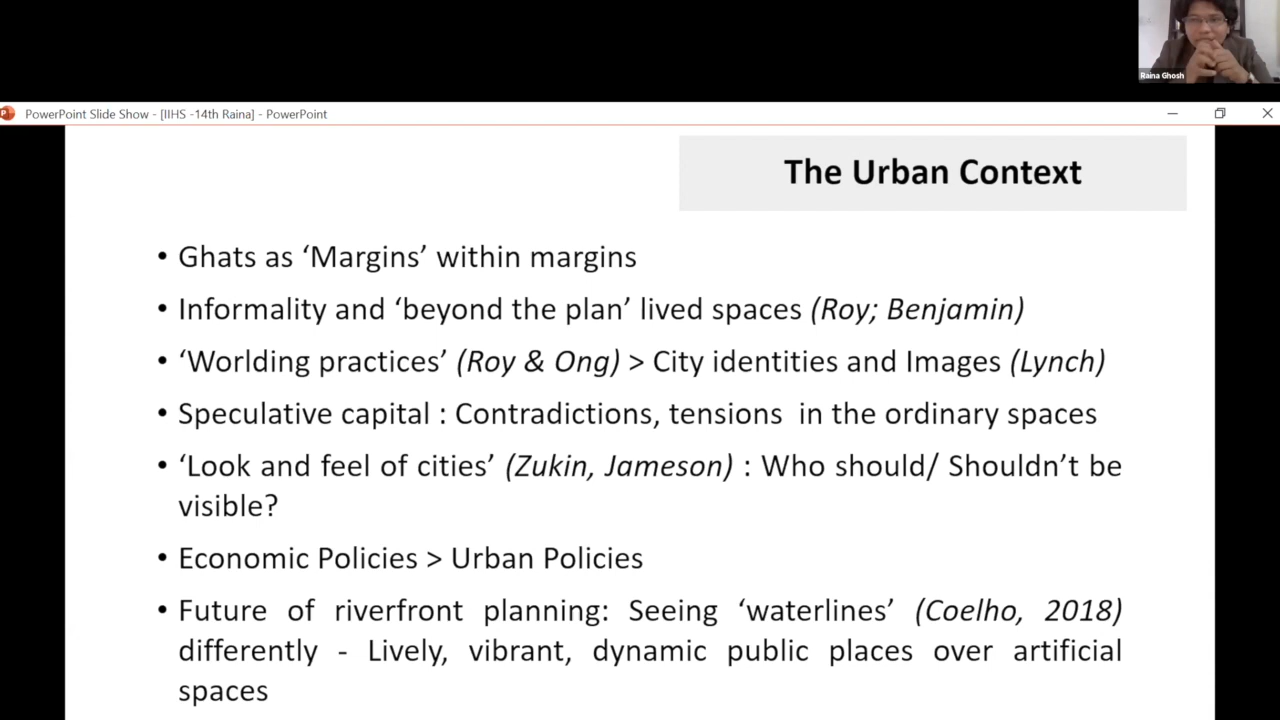 Raina Ghosh
PowerPoint Slide Show - [IIHS -14th Raina] - PowerPoint
The Urban Context
• Ghats as ‘Margins’ within margins
• Informality and ‘beyond the plan’ lived spaces (Roy; Benjamin)
• ‘Worlding practices’ (Roy & Ong) > City identities and Images (Lynch)
• Speculative capital : Contradictions, tensions  in the ordinary spaces
• ‘Look and feel of cities’ (Zukin, Jameson) : Who should/ Shouldn’t be
visible?
• Economic Policies > Urban Policies
• Future of riverfront planning: Seeing ‘waterlines’ (Coelho, 2018)
differently - Lively, vibrant, dynamic public places over artificial
spaces